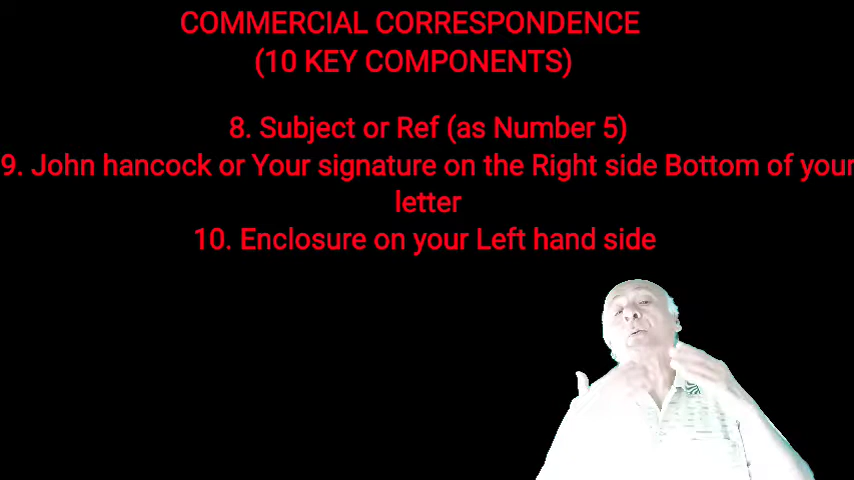 COMMERCIAL CORRESPONDENCE
(10 KEY COMPONENTS)
8. Subject or Ref (as Number 5)
9. John hancock or Your signature on the Right side Bottom of your
letter
10. Enclosure on your Left hand side